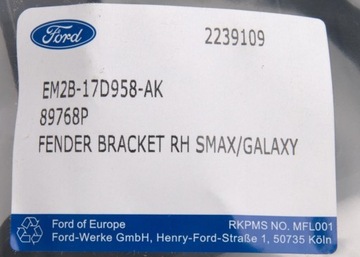 Ford
2239109
EM2B-17D958-AK
89768P
FENDER BRACKET RH SMAX/GALAXY
Ford of Europe
RKPMS NO. MFL001
Ford-Werke GmbH, Henry-Ford-Straße 1, 50735 Köln